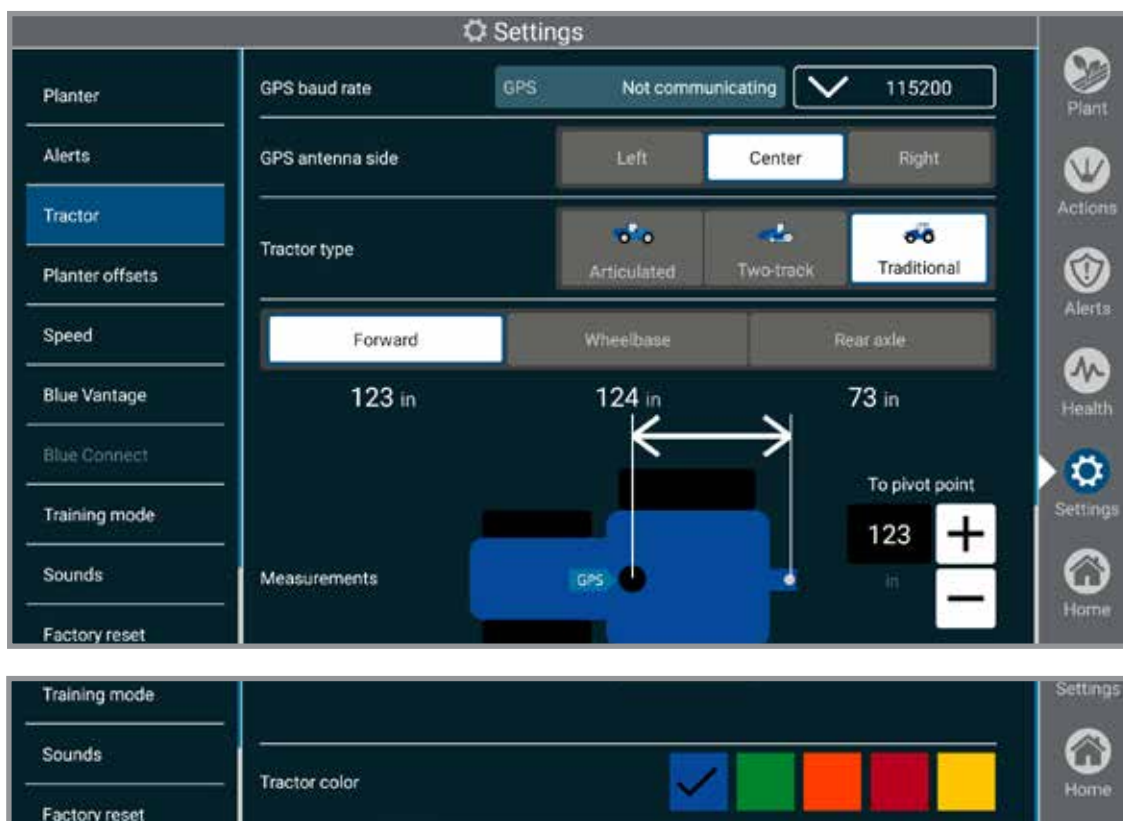 Settings
Planter
Alerts
Tractor
Planter offsets
Speed
Blue Vantage
Blue Connect
Training mode
Sounds
Factory reset
GPS baud rate
GPS Not communicating 115200
GPS antenna side
Left Center Right
Tractor type
Articulated Two-track Traditional
Forward Wheelbase Rear axle
123 in 124 in 73 in
To pivot point
123
in
Measurements
GPS
Plant
Actions
Alerts
Health
Settings
Home
Training mode
Sounds
Factory reset
Tractor color
Settings
Home